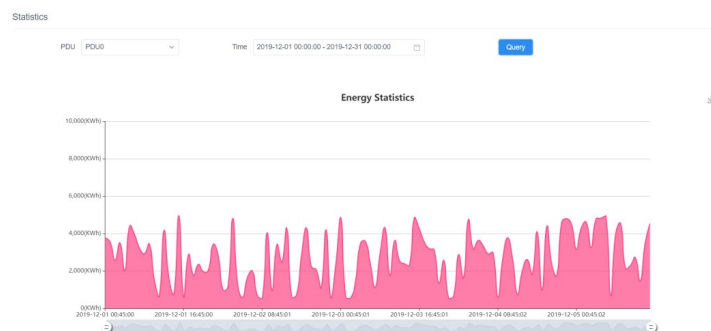 Statistics
PDU PDU0 Time 2019-12-01 00:00:00 - 2019-12-31 00:00:00 Query
Energy Statistics
10,000(KWh)
8,000(KWh)
6,000(KWh)
4,000(KWh)
2,000(KWh)
0(KWh)
2019-12-01 00:45:00 2019-12-01 16:45:00 2019-12-02 08:45:01 2019-12-03 00:45:01 2019-12-03 16:45:01 2019-12-04 08:45:02 2019-12-05 00:45:02